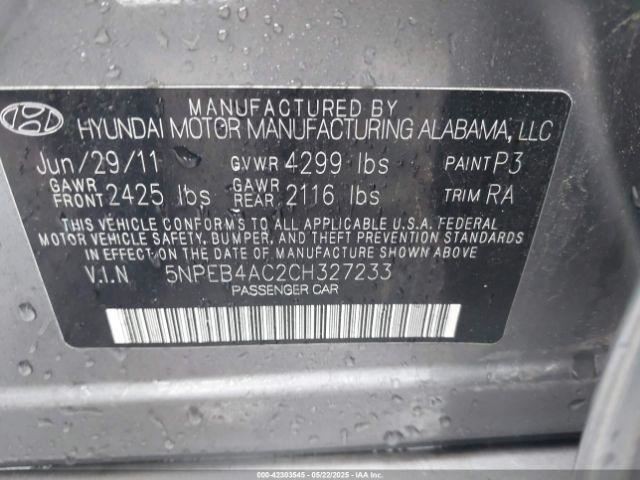 MANUFACTURED BY
HYUNDAI MOTOR MANUFACTURING ALABAMA, LLC
Jun/29/11 GVWR 4299 lbs PAINT P3
GAWR FRONT 2425 lbs GAWR REAR 2116 lbs TRIM RA
THIS VEHICLE CONFORMS TO ALL APPLICABLE U.S.A. FEDERAL
MOTOR VEHICLE SAFETY, BUMPER, AND THEFT PREVENTION STANDARDS
IN EFFECT ON THE DATE OF MANUFACTURE SHOWN ABOVE
V.I.N 5NPEB4AC2CH327233
PASSENGER CAR
000-42303545 - 05/22/2025 - IAAI.COM